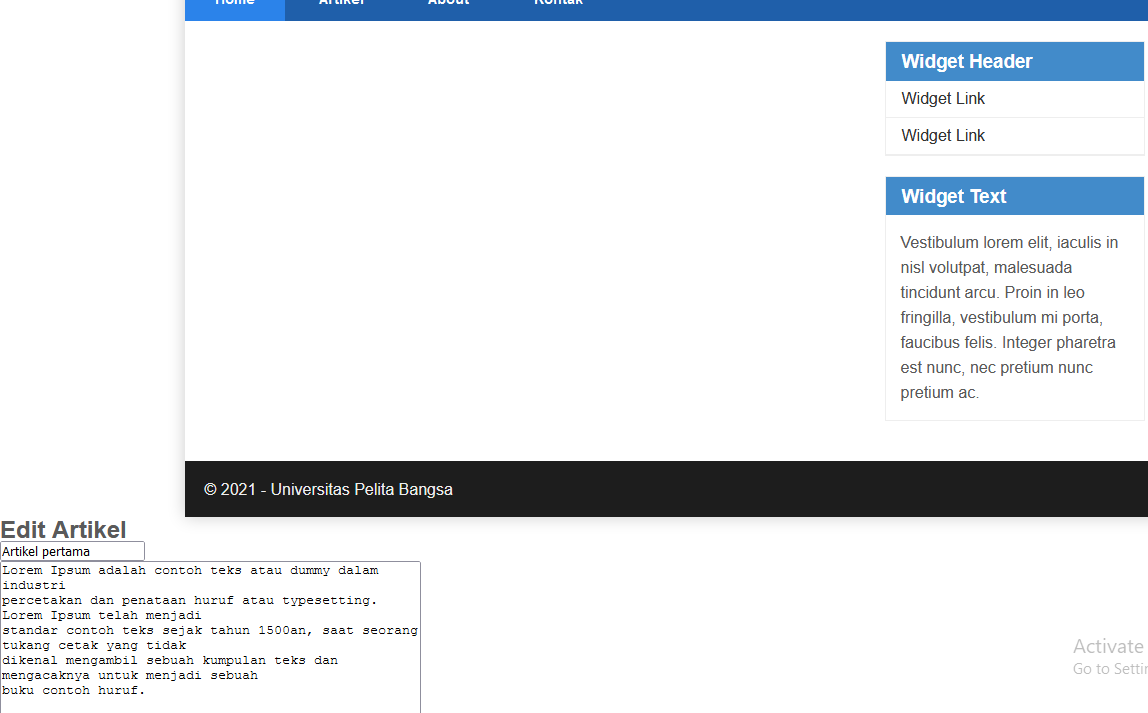 Home Artikel About Kontak
Widget Header
Widget Link
Widget Link
Widget Text
Vestibulum lorem elit, iaculis in
nisl volutpat, malesuada
tincidunt arcu. Proin in leo
fringilla, vestibulum mi porta,
faucibus felis. Integer pharetra
est nunc, nec pretium nunc
pretium ac.
© 2021 - Universitas Pelita Bangsa
Edit Artikel
Artikel pertama
Lorem Ipsum adalah contoh teks atau dummy dalam
industri
percetakan dan penataan huruf atau typesetting.
Lorem Ipsum telah menjadi
standar contoh teks sejak tahun 1500an, saat seorang
tukang cetak yang tidak
dikenal mengambil sebuah kumpulan teks dan
mengacaknya untuk menjadi sebuah
buku contoh huruf.
Activate
Go to Settin